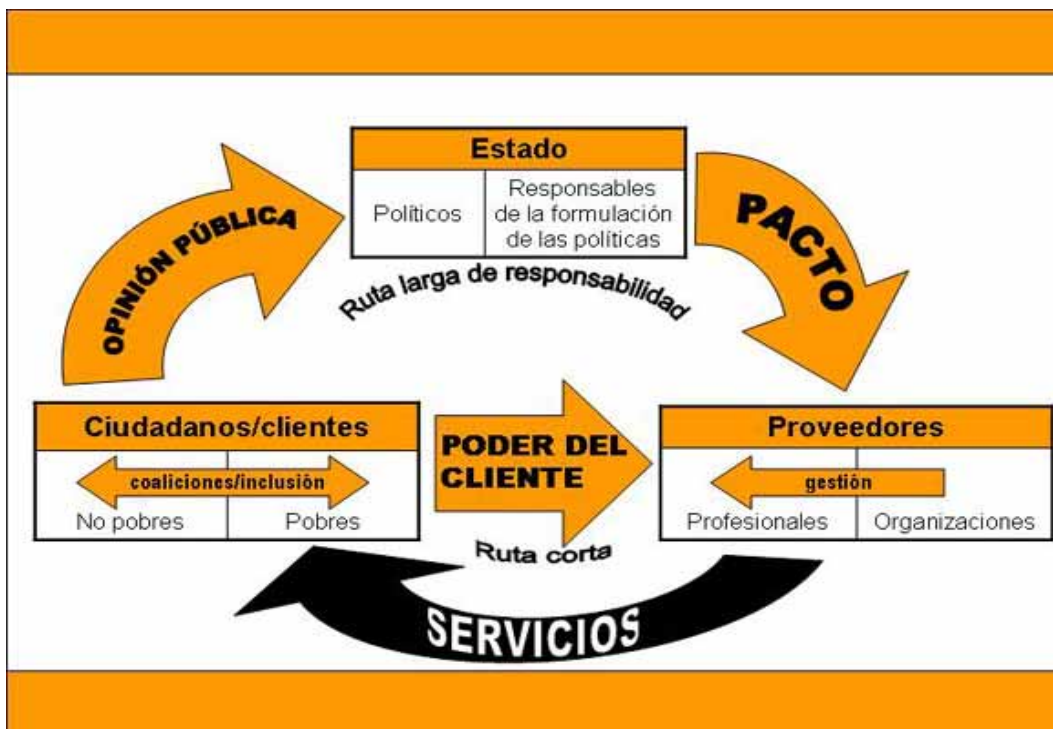 Estado
Políticos
Responsables
de la formulación
de las políticas
OPINIÓN PÚBLICA
PACTO
Ruta larga de responsabilidad
Ciudadanos/clientes
coaliciones/inclusión
No pobres
Pobres
PODER DEL
CLIENTE
Ruta corta
Proveedores
gestión
Profesionales
Organizaciones
SERVICIOS